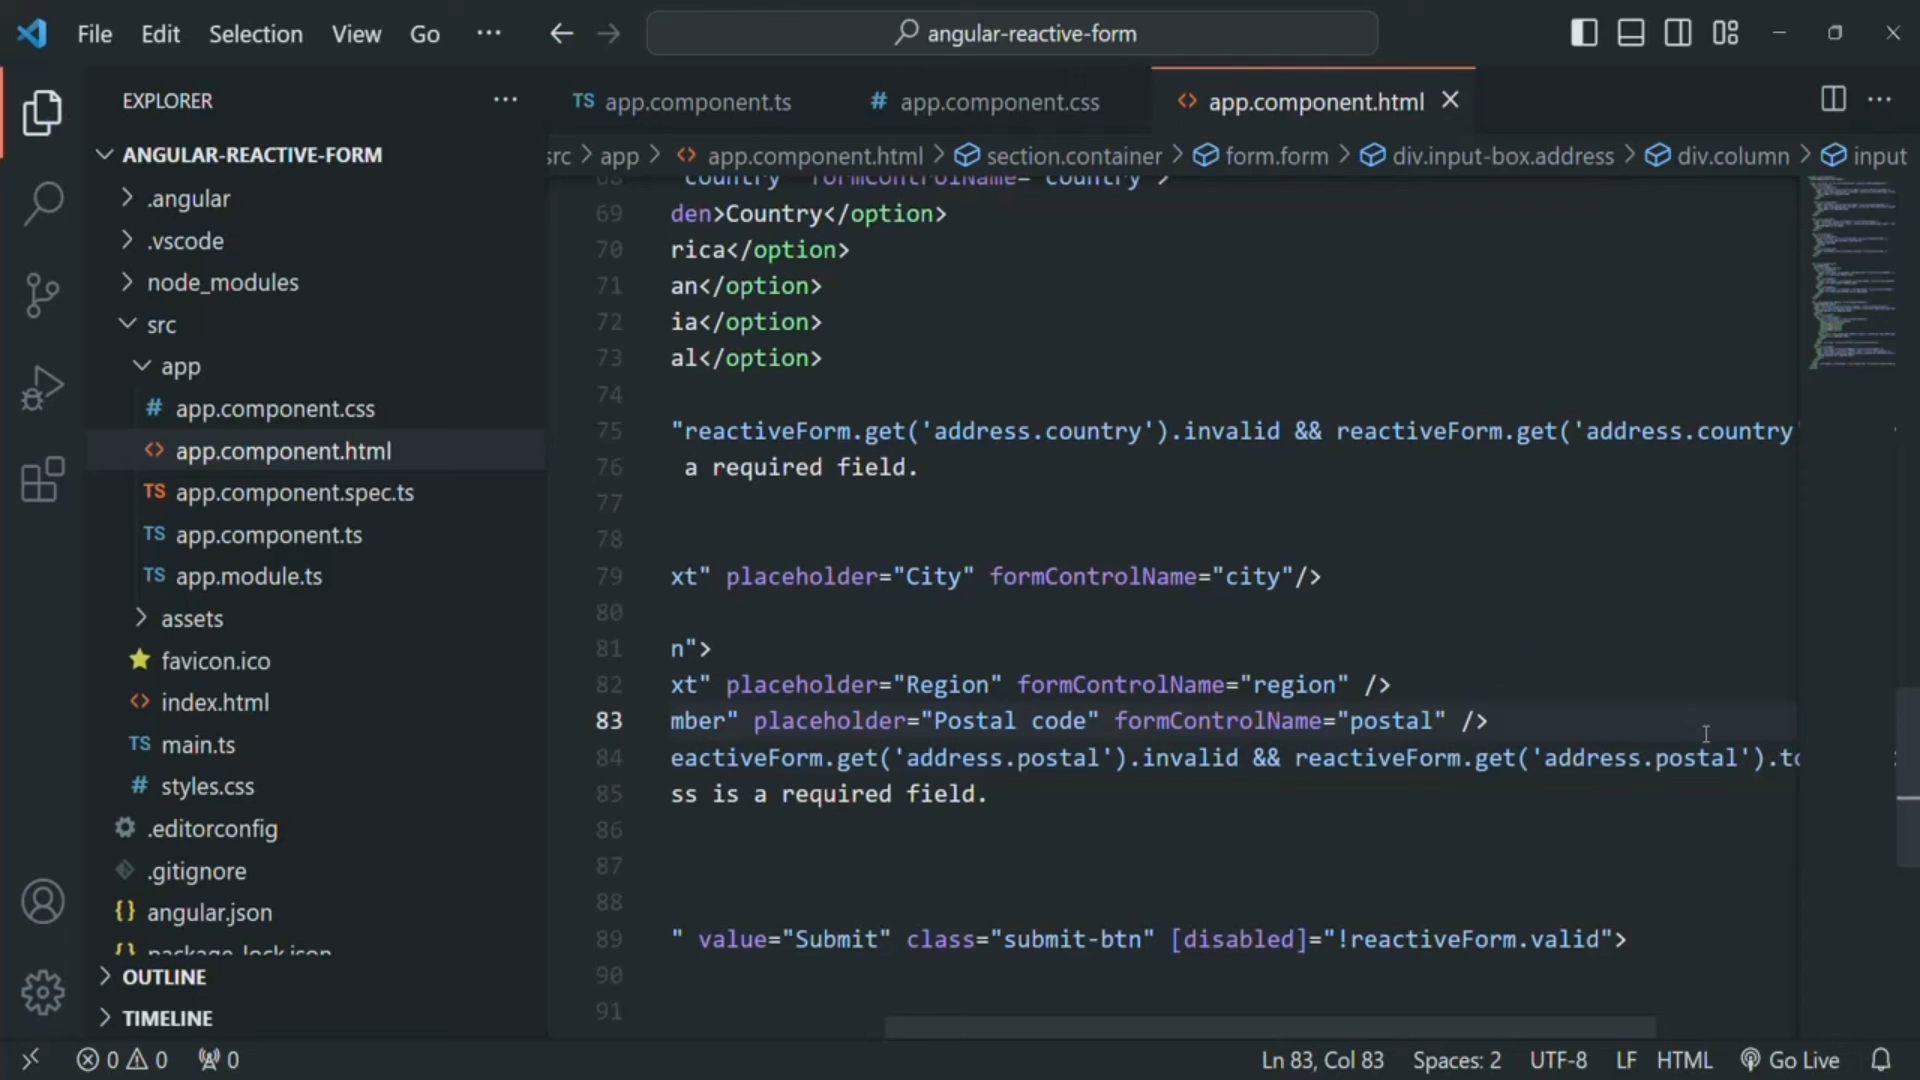 File Edit Selection View Go ··· angular-reactive-form
EXPLORER ···
ANGULAR-REACTIVE-FORM
.angular
.vscode
node_modules
src
app
# app.component.css
<> app.component.html
TS app.component.spec.ts
TS app.component.ts
TS app.module.ts
assets
favicon.ico
<> index.html
TS main.ts
# styles.css
.editorconfig
.gitignore
{} angular.json
{} package-lock.json
OUTLINE
TIMELINE
TS app.component.ts # app.component.css <> app.component.html
src > app > <> app.component.html > section.container > form.form > div.input-box.address > div.column > input
68 "country" formControlName="country">
69 den>Country</option>
70 rica</option>
71 an</option>
72 ia</option>
73 al</option>
74
75 "reactiveForm.get('address.country').invalid && reactiveForm.get('address.country'
76 a required field.
77
78
79 xt" placeholder="City" formControlName="city"/>
80
81 n">
82 xt" placeholder="Region" formControlName="region" />
83 mber" placeholder="Postal code" formControlName="postal" />
84 eactiveForm.get('address.postal').invalid && reactiveForm.get('address.postal').to
85 ss is a required field.
86
87
88
89 " value="Submit" class="submit-btn" [disabled]="!reactiveForm.valid">
90
91
0 0 0 Ln 83, Col 83 Spaces: 2 UTF-8 LF HTML Go Live